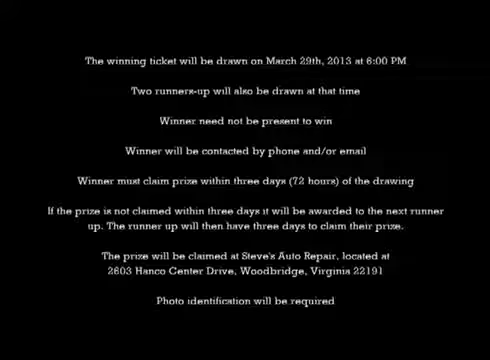 The winning ticket will be drawn on March 29th, 2013 at 6:00 PM
Two runners-up will also be drawn at that time
Winner need not be present to win
Winner will be contacted by phone and/or email
Winner must claim prize within three days (72 hours) of the drawing
If the prize is not claimed within three days it will be awarded to the next runner
up. The runner up will then have three days to claim their prize.
The prize will be claimed at Steve's Auto Repair, located at
2603 Hanco Center Drive, Woodbridge, Virginia 22191
Photo identification will be required